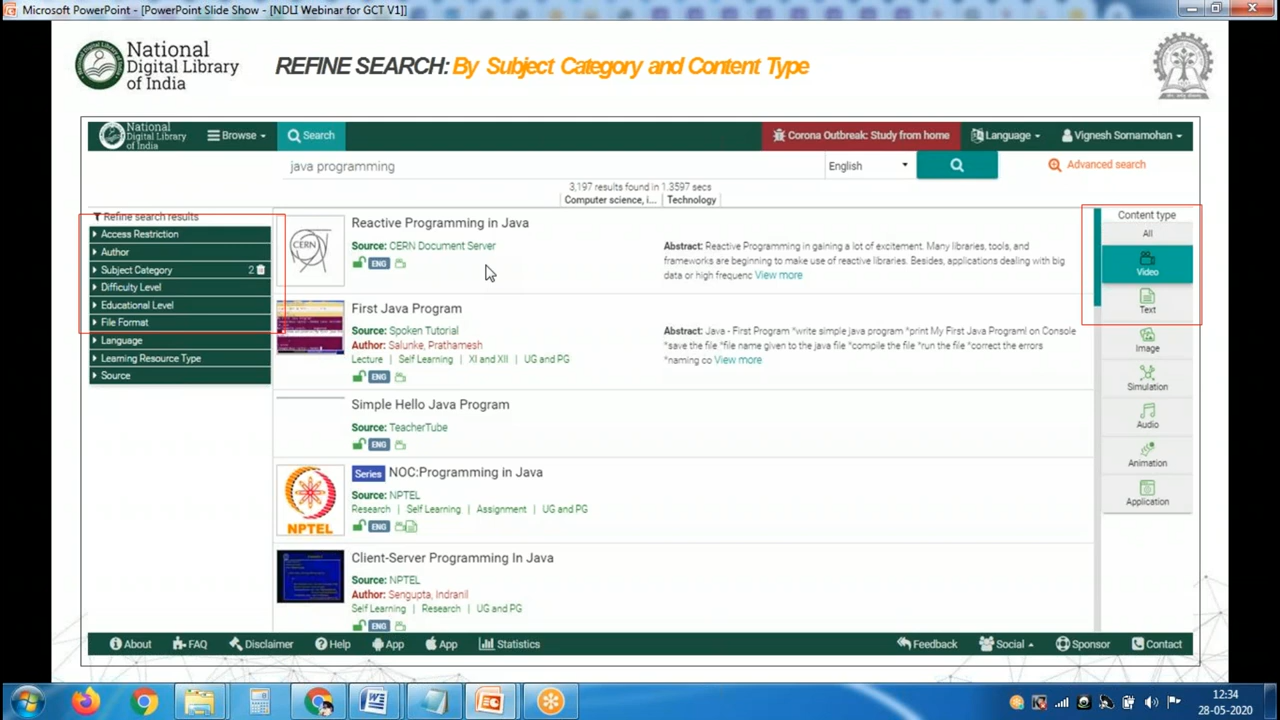 Microsoft PowerPoint - [PowerPoint Slide Show - [NDLI Webinar for GCT V1]]
National
Digital Library
of India
REFINE SEARCH: By Subject Category and Content Type
National
Digital Library
of India
Browse
Search
Corona Outbreak: Study from home
Language
Vignesh Sornamohan
java programming
English
Advanced search
3,197 results found in 1.3597 secs
Computer science, i...
Technology
Refine search results
Access Restriction
Author
Subject Category 2
Difficulty Level
Educational Level
File Format
Language
Learning Resource Type
Source
CERN
Reactive Programming in Java
Source: CERN Document Server
ENG
Abstract: Reactive Programming in gaining a lot of excitement. Many libraries, tools, and
frameworks are beginning to make use of reactive libraries. Besides, applications dealing with big
data or high frequenc View more
First Java Program
Source: Spoken Tutorial
Author: Salunke, Prathamesh
Lecture | Self Learning | XI and XII | UG and PG
ENG
Abstract: Java - First Program *write simple java program *print My First Java Program! on Console
*save the file *file name given to the java file *compile the file *run the file *correct the errors
*naming co View more
Simple Hello Java Program
Source: TeacherTube
ENG
NPTEL
Series NOC:Programming in Java
Source: NPTEL
Research | Self Learning | Assignment | UG and PG
ENG
Client-Server Programming In Java
Source: NPTEL
Author: Sengupta, Indranil
Self Learning | Research | UG and PG
ENG
Content type
All
Video
Text
Image
Simulation
Audio
Animation
Application
About
FAQ
Disclaimer
Help
App
App
Statistics
Feedback
Social
Sponsor
Contact
12:34
28-05-2020